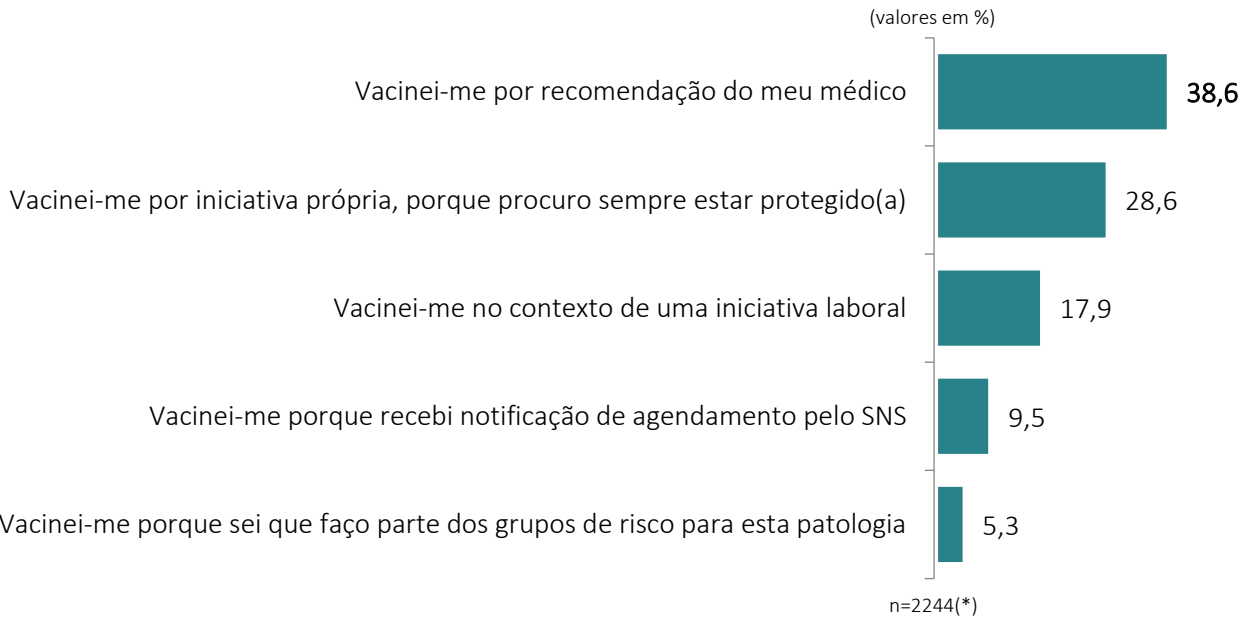 (valores em %)
Vacinei-me por recomendação do meu médico 38,6
Vacinei-me por iniciativa própria, porque procuro sempre estar protegido(a) 28,6
Vacinei-me no contexto de uma iniciativa laboral 17,9
Vacinei-me porque recebi notificação de agendamento pelo SNS 9,5
Vacinei-me porque sei que faço parte dos grupos de risco para esta patologia 5,3
n=2244(*)